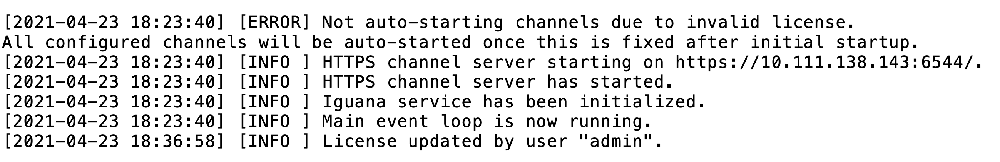 [2021-04-23 18:23:40] [ERROR] Not auto-starting channels due to invalid license.
All configured channels will be auto-started once this is fixed after initial startup.
[2021-04-23 18:23:40] [INFO ] HTTPS channel server starting on https://10.111.138.143:6544/.
[2021-04-23 18:23:40] [INFO ] HTTPS channel server has started.
[2021-04-23 18:23:40] [INFO ] Iguana service has been initialized.
[2021-04-23 18:23:40] [INFO ] Main event loop is now running.
[2021-04-23 18:36:58] [INFO ] License updated by user "admin".